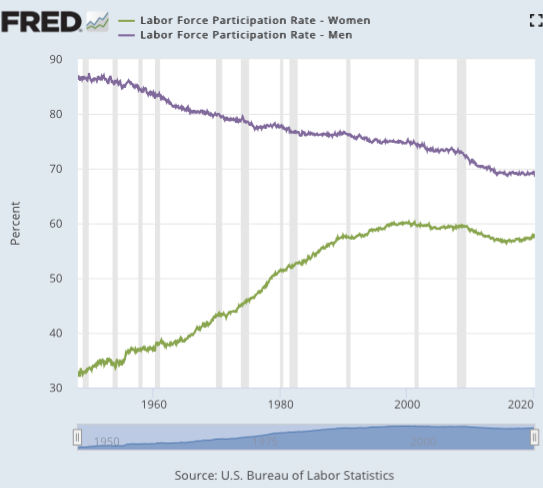 FRED
Labor Force Participation Rate - Women
Labor Force Participation Rate - Men
90
80
70
60
50
40
30
Percent
1960
1980
2000
2020
1950
1975
2000
Source: U.S. Bureau of Labor Statistics